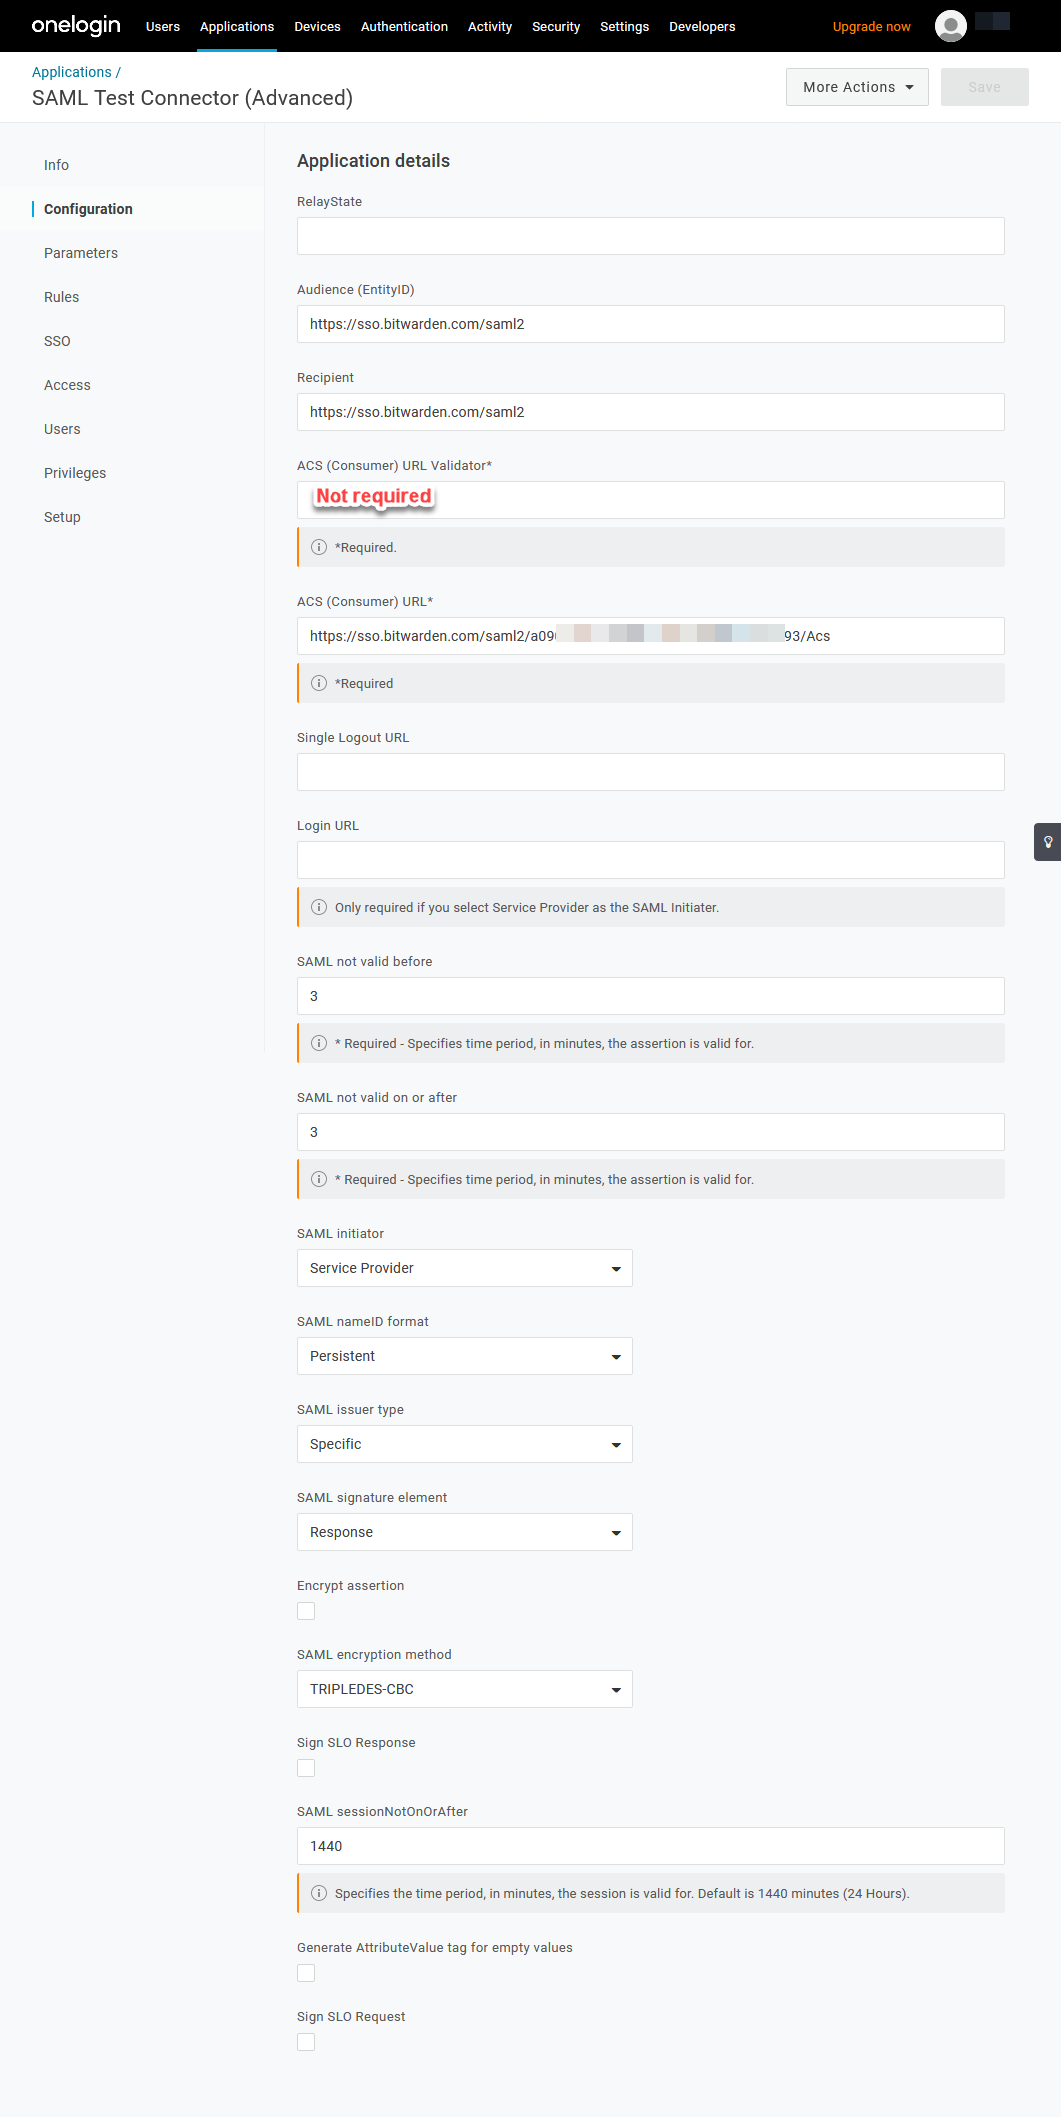 onelogin Users Applications Devices Authentication Activity Security Settings Developers Upgrade now
Applications /
SAML Test Connector (Advanced)
More Actions
Save
Info
Configuration
Parameters
Rules
SSO
Access
Users
Privileges
Setup
Application details
RelayState
Audience (EntityID)
https://sso.bitwarden.com/saml2
Recipient
https://sso.bitwarden.com/saml2
ACS (Consumer) URL Validator*
Not required
*Required.
ACS (Consumer) URL*
https://sso.bitwarden.com/saml2/a09 93/Acs
*Required
Single Logout URL
Login URL
Only required if you select Service Provider as the SAML Initiater.
SAML not valid before
3
* Required - Specifies time period, in minutes, the assertion is valid for.
SAML not valid on or after
3
* Required - Specifies time period, in minutes, the assertion is valid for.
SAML initiator
Service Provider
SAML nameID format
Persistent
SAML issuer type
Specific
SAML signature element
Response
Encrypt assertion
SAML encryption method
TRIPLEDES-CBC
Sign SLO Response
SAML sessionNotOnOrAfter
1440
Specifies the time period, in minutes, the session is valid for. Default is 1440 minutes (24 Hours).
Generate AttributeValue tag for empty values
Sign SLO Request